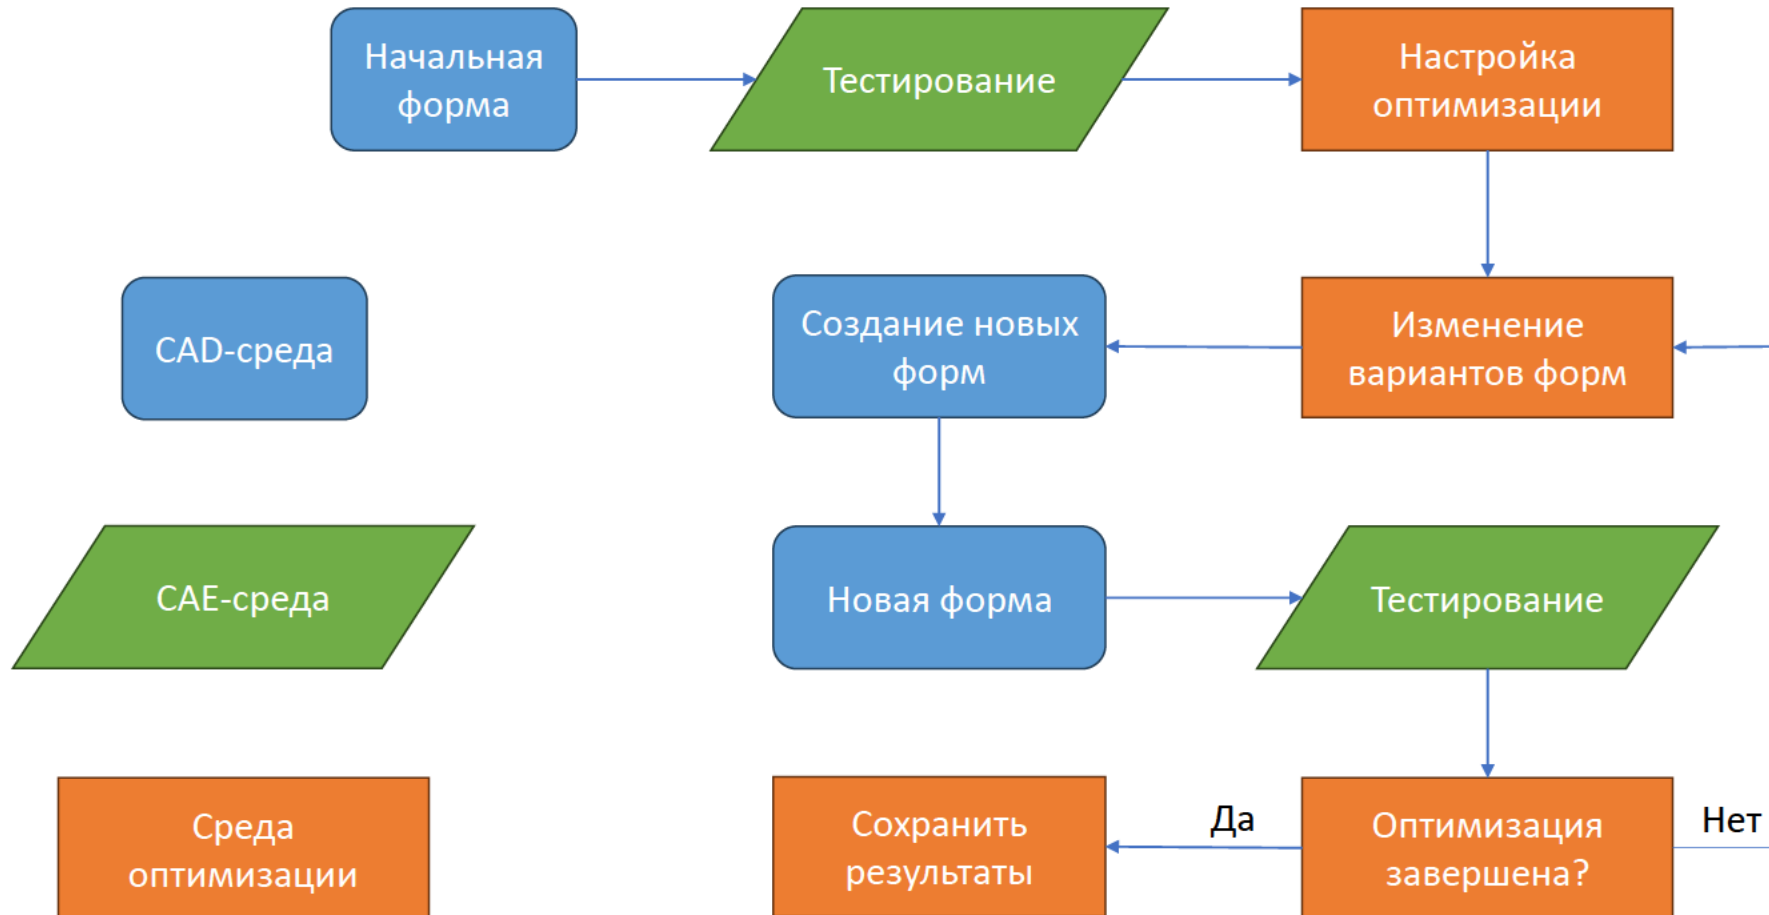 Начальная
форма
Тестирование
Настройка
оптимизации
CAD-среда
Создание новых
форм
Изменение
вариантов форм
CAE-среда
Новая форма
Тестирование
Среда
оптимизации
Сохранить
результаты
Да
Оптимизация
завершена?
Нет